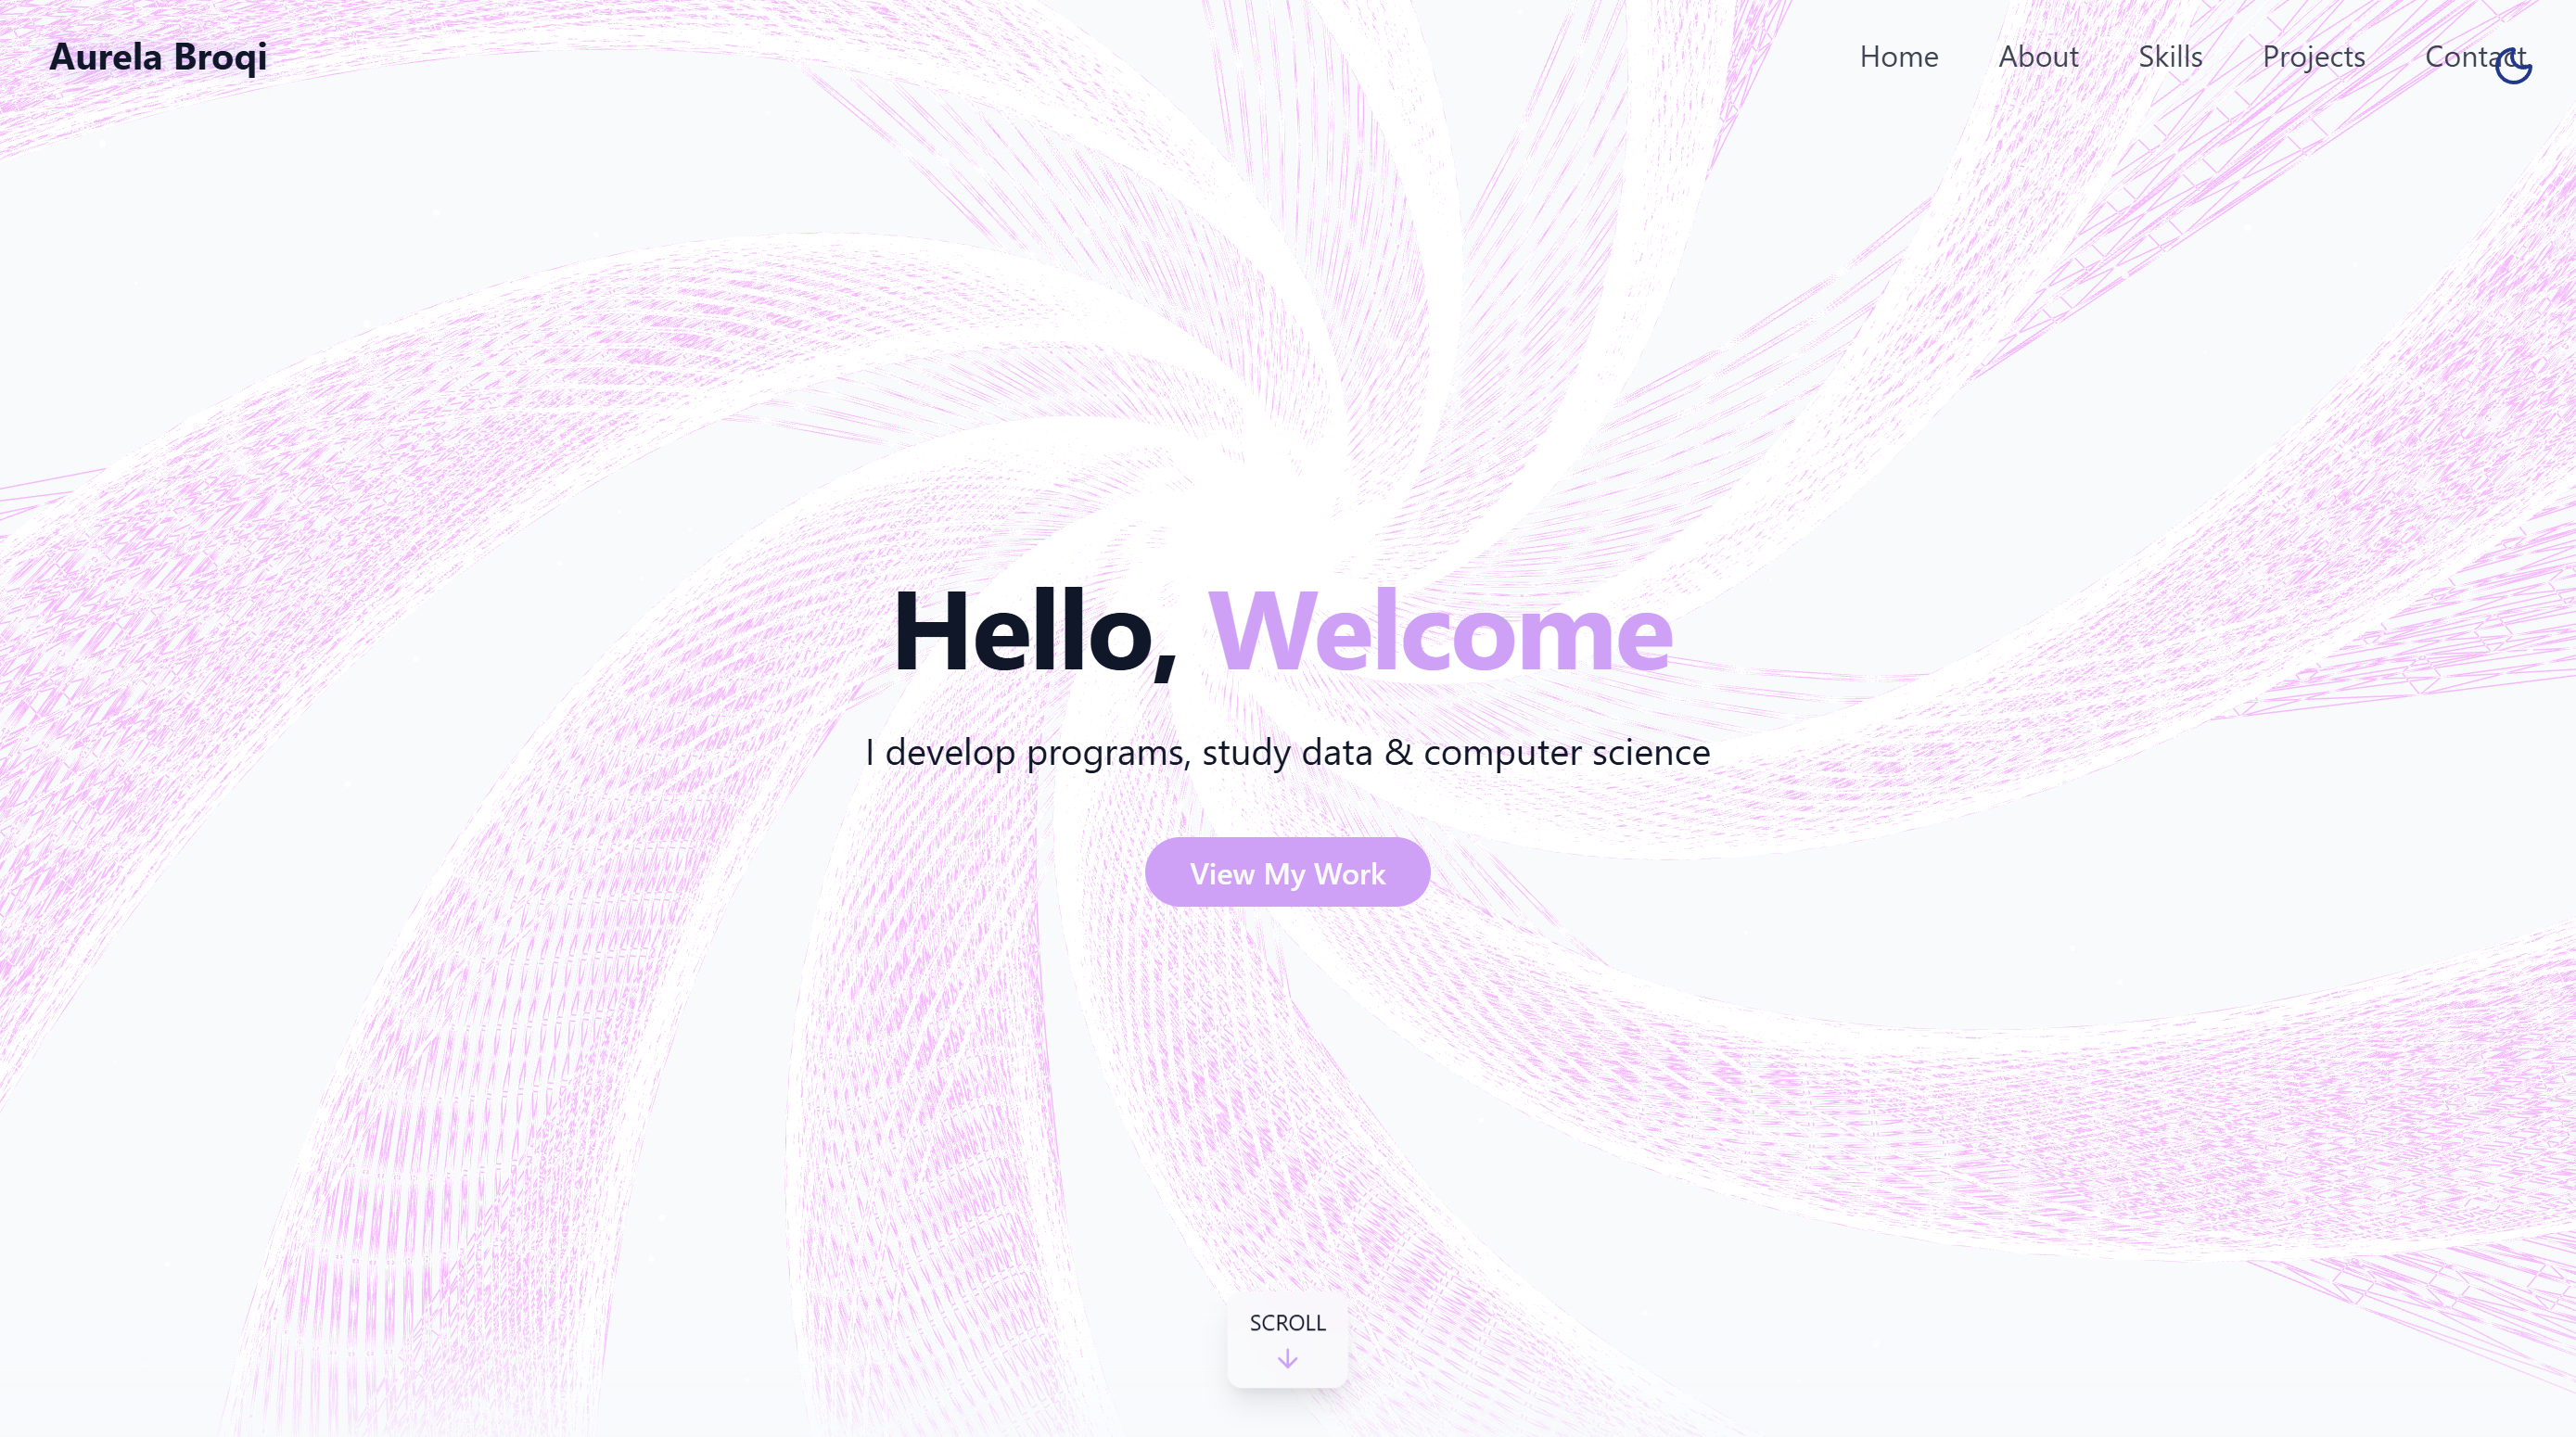 Aurela Broqi
Home About Skills Projects Contact
Hello, Welcome
I develop programs, study data & computer science
View My Work
SCROLL